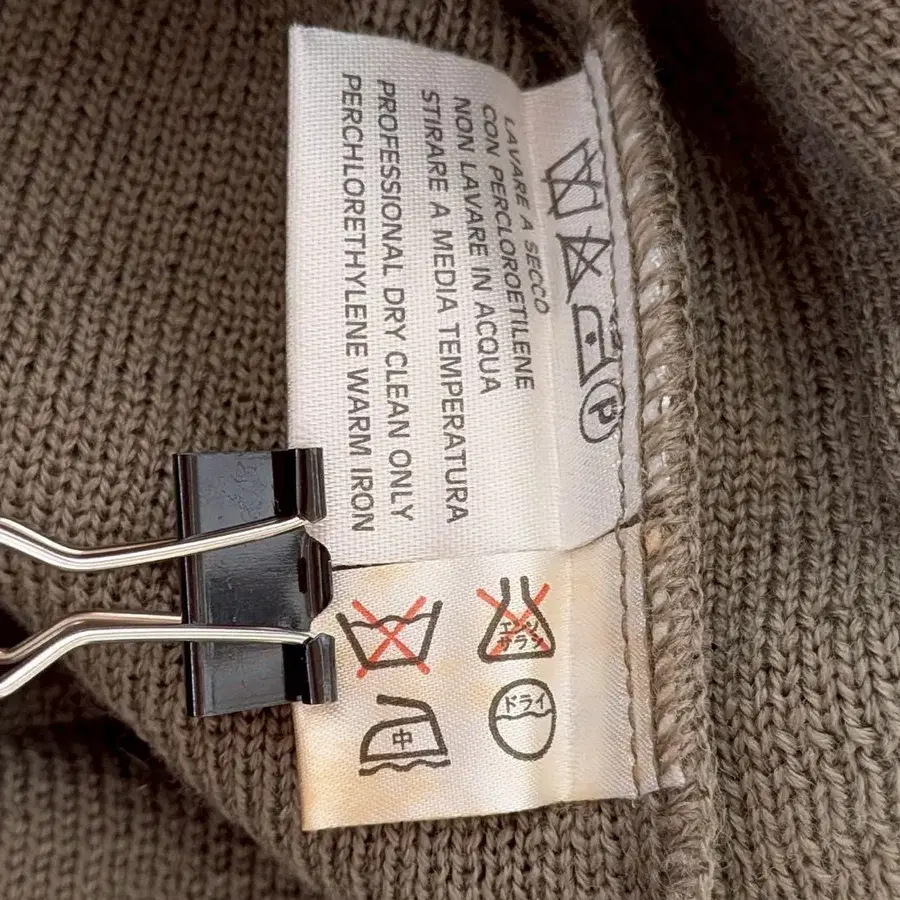 P
LAVARE A SECCO
CON PERCLOROETILENE
NON LAVARE IN ACQUA
STIRARE A MEDIA TEMPERATURA
PROFESSIONAL DRY CLEAN ONLY
PERCHLORETHYLENE WARM IRON
エンソ
サラシ
ドライ
中